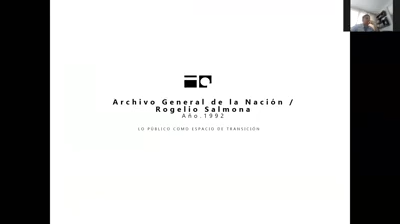 Archivo General de la Nación /
Rogelio Salmona
Año.1992
LO PÚBLICO COMO ESPACIO DE TRANSICIÓN